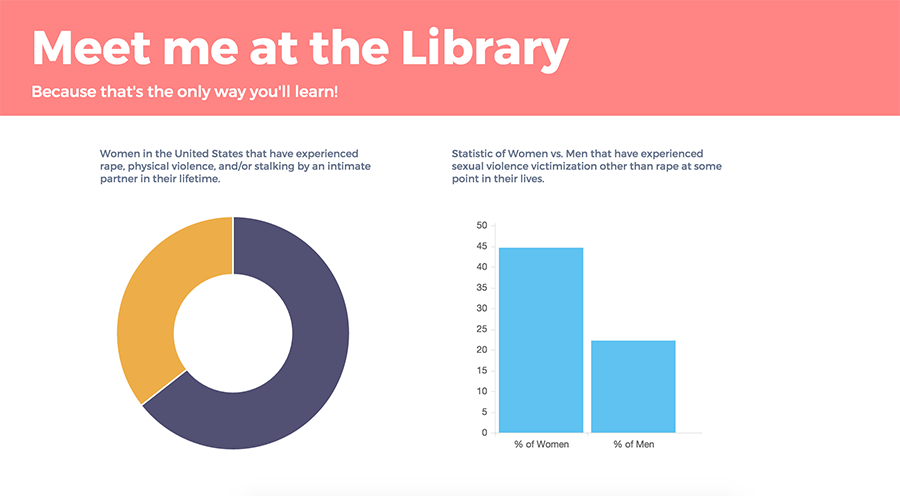 Meet me at the Library
Because that's the only way you'll learn!
Women in the United States that have experienced
rape, physical violence, and/or stalking by an intimate
partner in their lifetime.
Statistic of Women vs. Men that have experienced
sexual violence victimization other than rape at some
point in their lives.
50
45
40
35
30
25
20
15
10
5
0
% of Women
% of Men